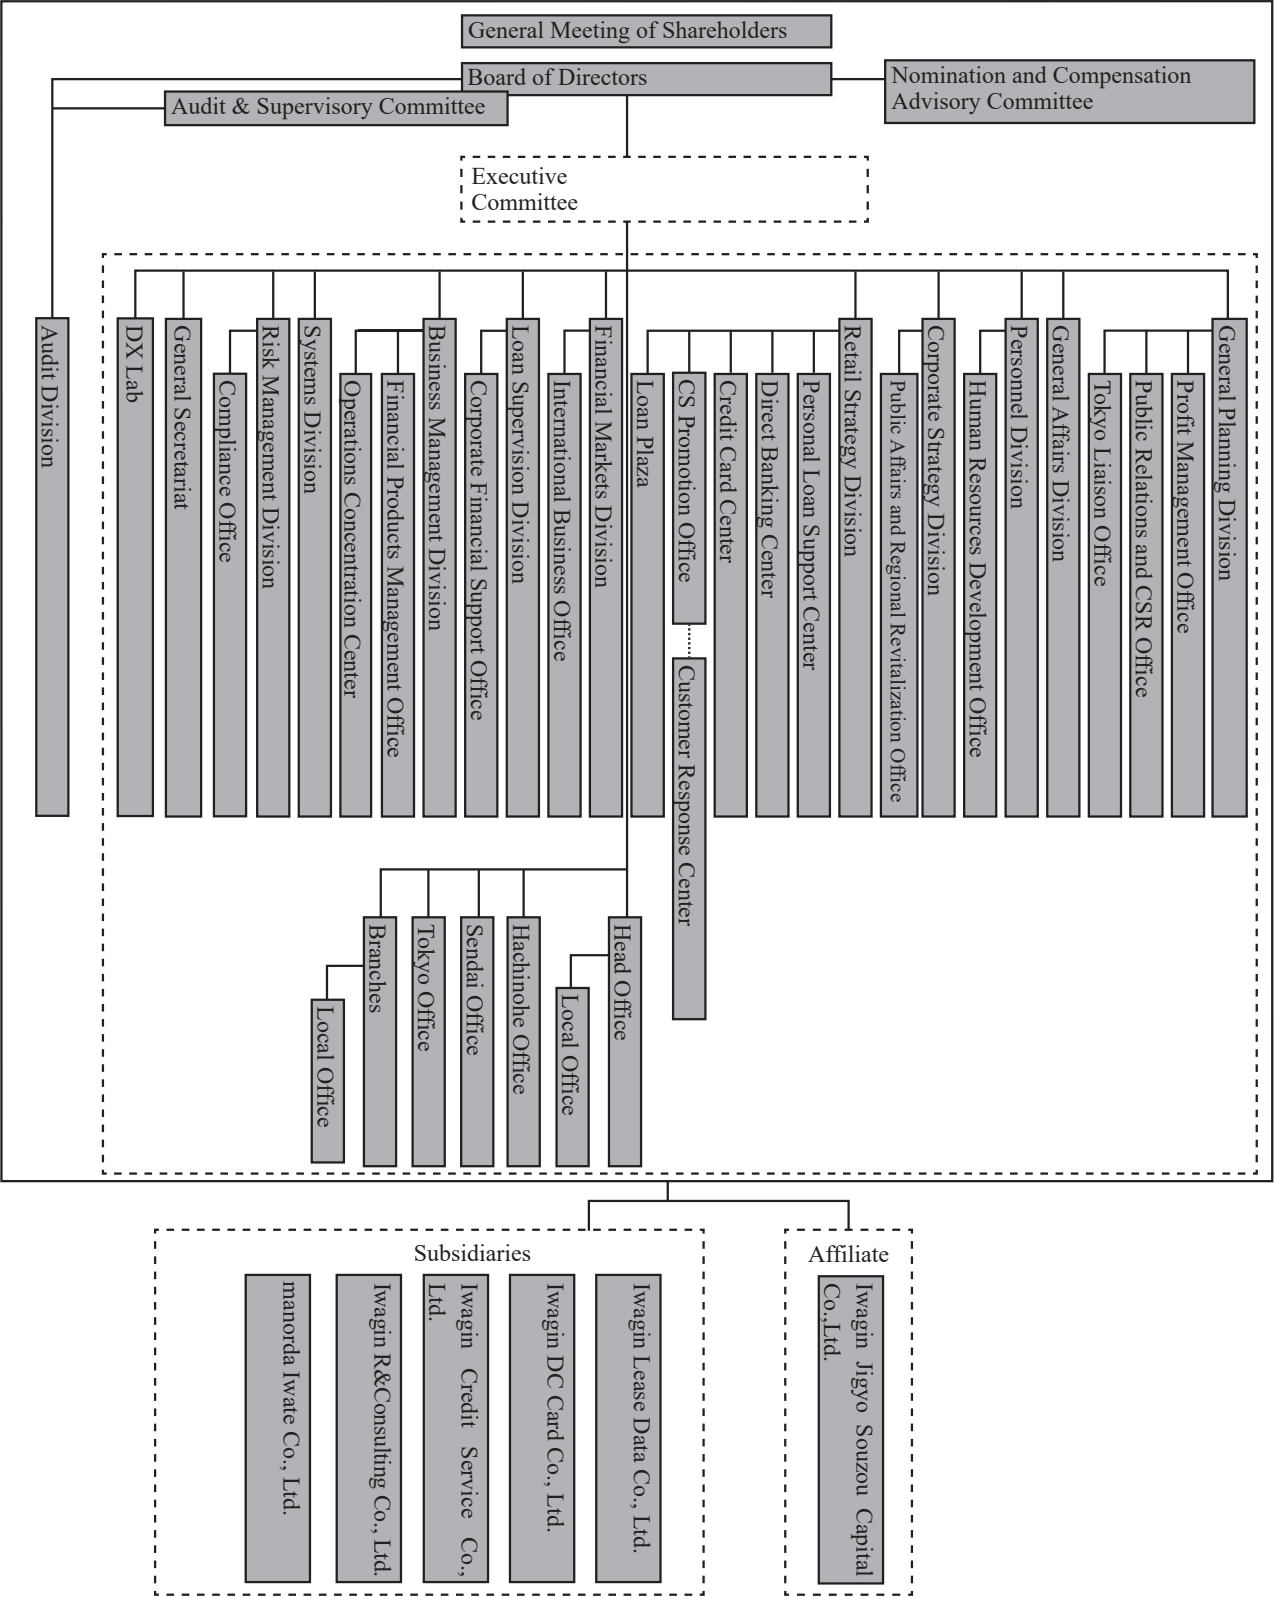 General Meeting of Shareholders
Board of Directors
Nomination and Compensation
Advisory Committee
Audit & Supervisory Committee
Executive
Committee
Audit Division
DX Lab
General Secretariat
Compliance Office
Risk Management Division
Systems Division
Operations Concentration Center
Financial Products Management Office
Business Management Division
Corporate Financial Support Office
Loan Supervision Division
International Business Office
Financial Markets Division
Loan Plaza
CS Promotion Office
Customer Response Center
Credit Card Center
Direct Banking Center
Personal Loan Support Center
Retail Strategy Division
Public Affairs and Regional Revitalization Office
Corporate Strategy Division
Human Resources Development Office
Personnel Division
General Affairs Division
Tokyo Liaison Office
Public Relations and CSR Office
Profit Management Office
General Planning Division
Local Office
Branches
Tokyo Office
Sendai Office
Hachinohe Office
Local Office
Head Office
Subsidiaries
manorda Iwate Co., Ltd.
Iwagin R&Consulting Co., Ltd.
Iwagin Credit Service Co.,
Ltd.
Iwagin DC Card Co., Ltd.
Iwagin Lease Data Co., Ltd.
Affiliate
Iwagin Jigyo Souzou Capital
Co.,Ltd.